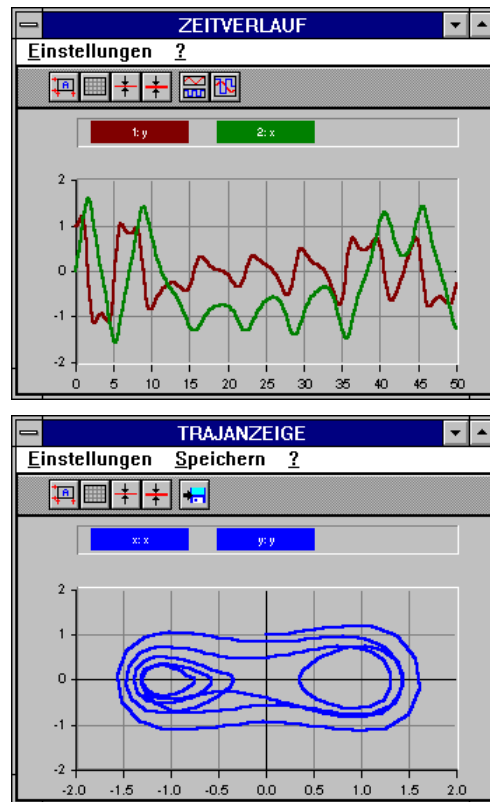 ZEITVERLAUF
Einstellungen ?
A
1: y 2: x
2
1
0
-1
-2
0 5 10 15 20 25 30 35 40 45 50
TRAJANZEIGE
Einstellungen Speichern ?
A
x: x y: y
2
1
0
-1
-2
-2.0 -1.5 -1.0 -0.5 0.0 0.5 1.0 1.5 2.0